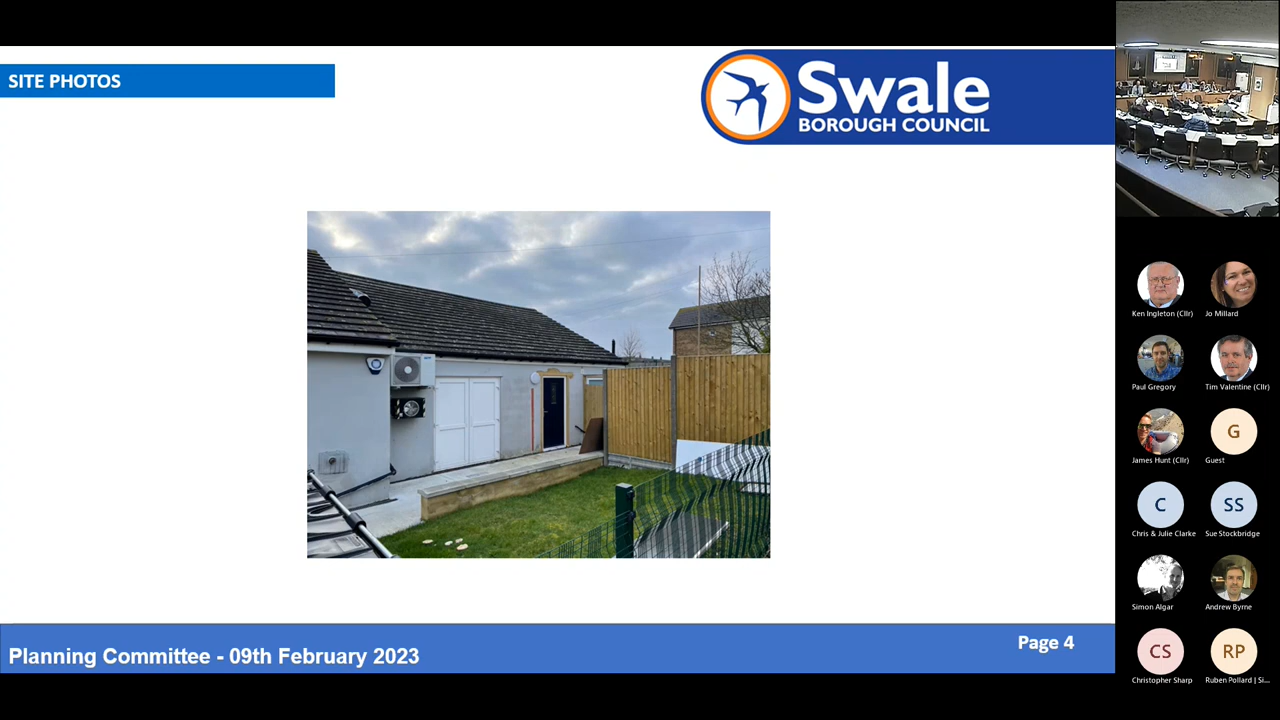 SITE PHOTOS
Swale
BOROUGH COUNCIL
Ken Ingleton (Cllr)
Jo Millard
Paul Gregory
Tim Valentine (Cllr)
James Hunt (Cllr)
G
Guest
C
Chris & Julie Clarke
SS
Sue Stockbridge
Simon Algar
Andrew Byrne
CS
Christopher Sharp
RP
Ruben Pollard | Si...
Page 4
Planning Committee - 09th February 2023